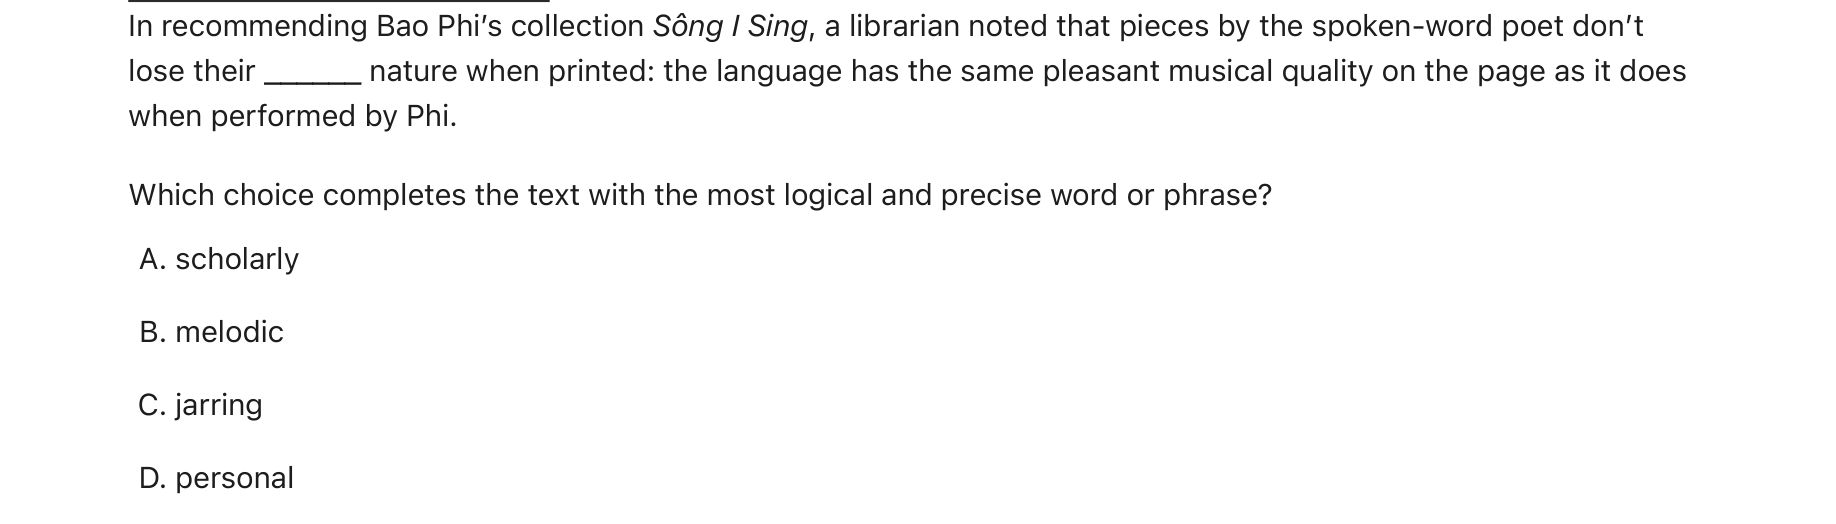 In recommending Bao Phi’s collection Sông I Sing, a librarian noted that pieces by the spoken-word poet don’t
lose their ______ nature when printed: the language has the same pleasant musical quality on the page as it does
when performed by Phi.
Which choice completes the text with the most logical and precise word or phrase?
A. scholarly
B. melodic
C. jarring
D. personal